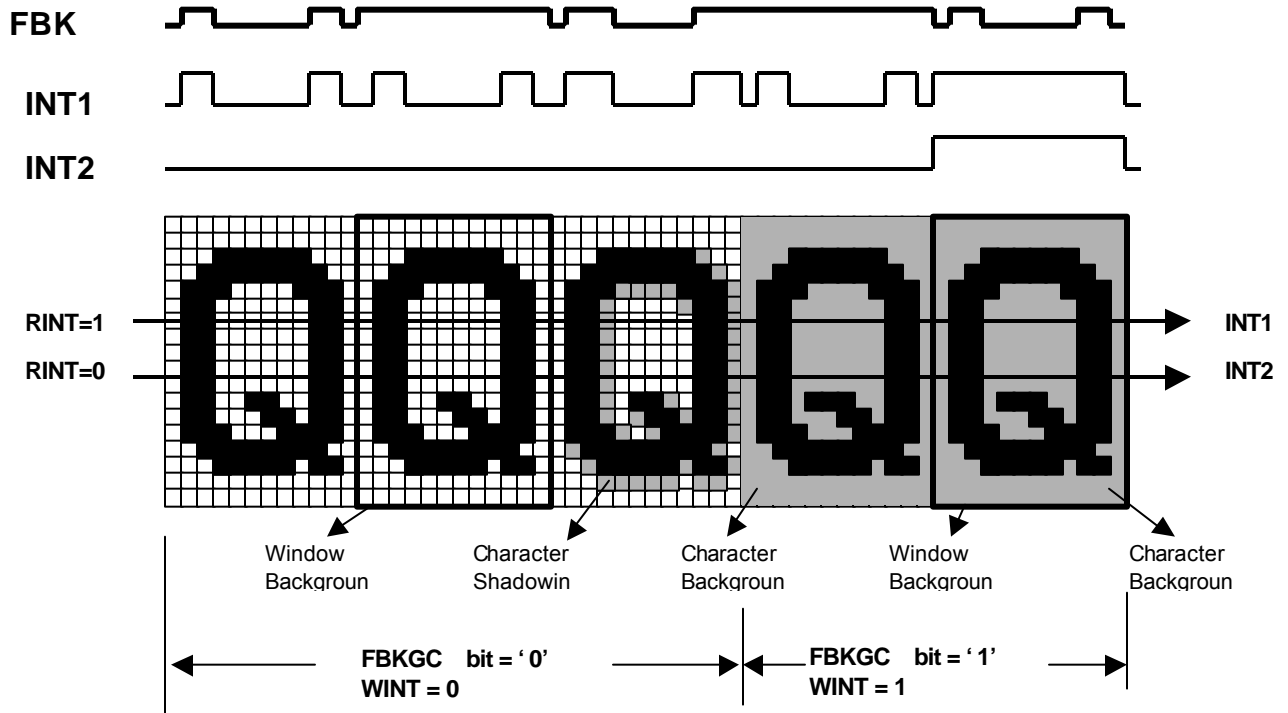 FBK
INT1
INT2
RINT=1
INT1
RINT=0
INT2
Window
Backgroun
Character
Shadowin
Character
Backgroun
Window
Backgroun
Character
Backgroun
FBKGC bit = ‘ 0’
WINT = 0
FBKGC bit = ‘ 1’
WINT = 1